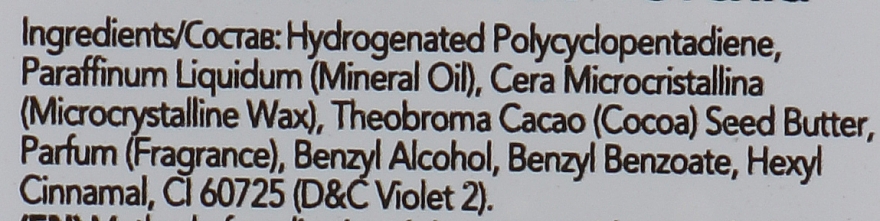 Ingredients/Состав: Hydrogenated Polycyclopentadiene,
Paraffinum Liquidum (Mineral Oil), Cera Microcristallina
(Microcrystalline Wax), Theobroma Cacao (Cocoa) Seed Butter,
Parfum (Fragrance), Benzyl Alcohol, Benzyl Benzoate, Hexyl
Cinnamal, CI 60725 (D&C Violet 2).